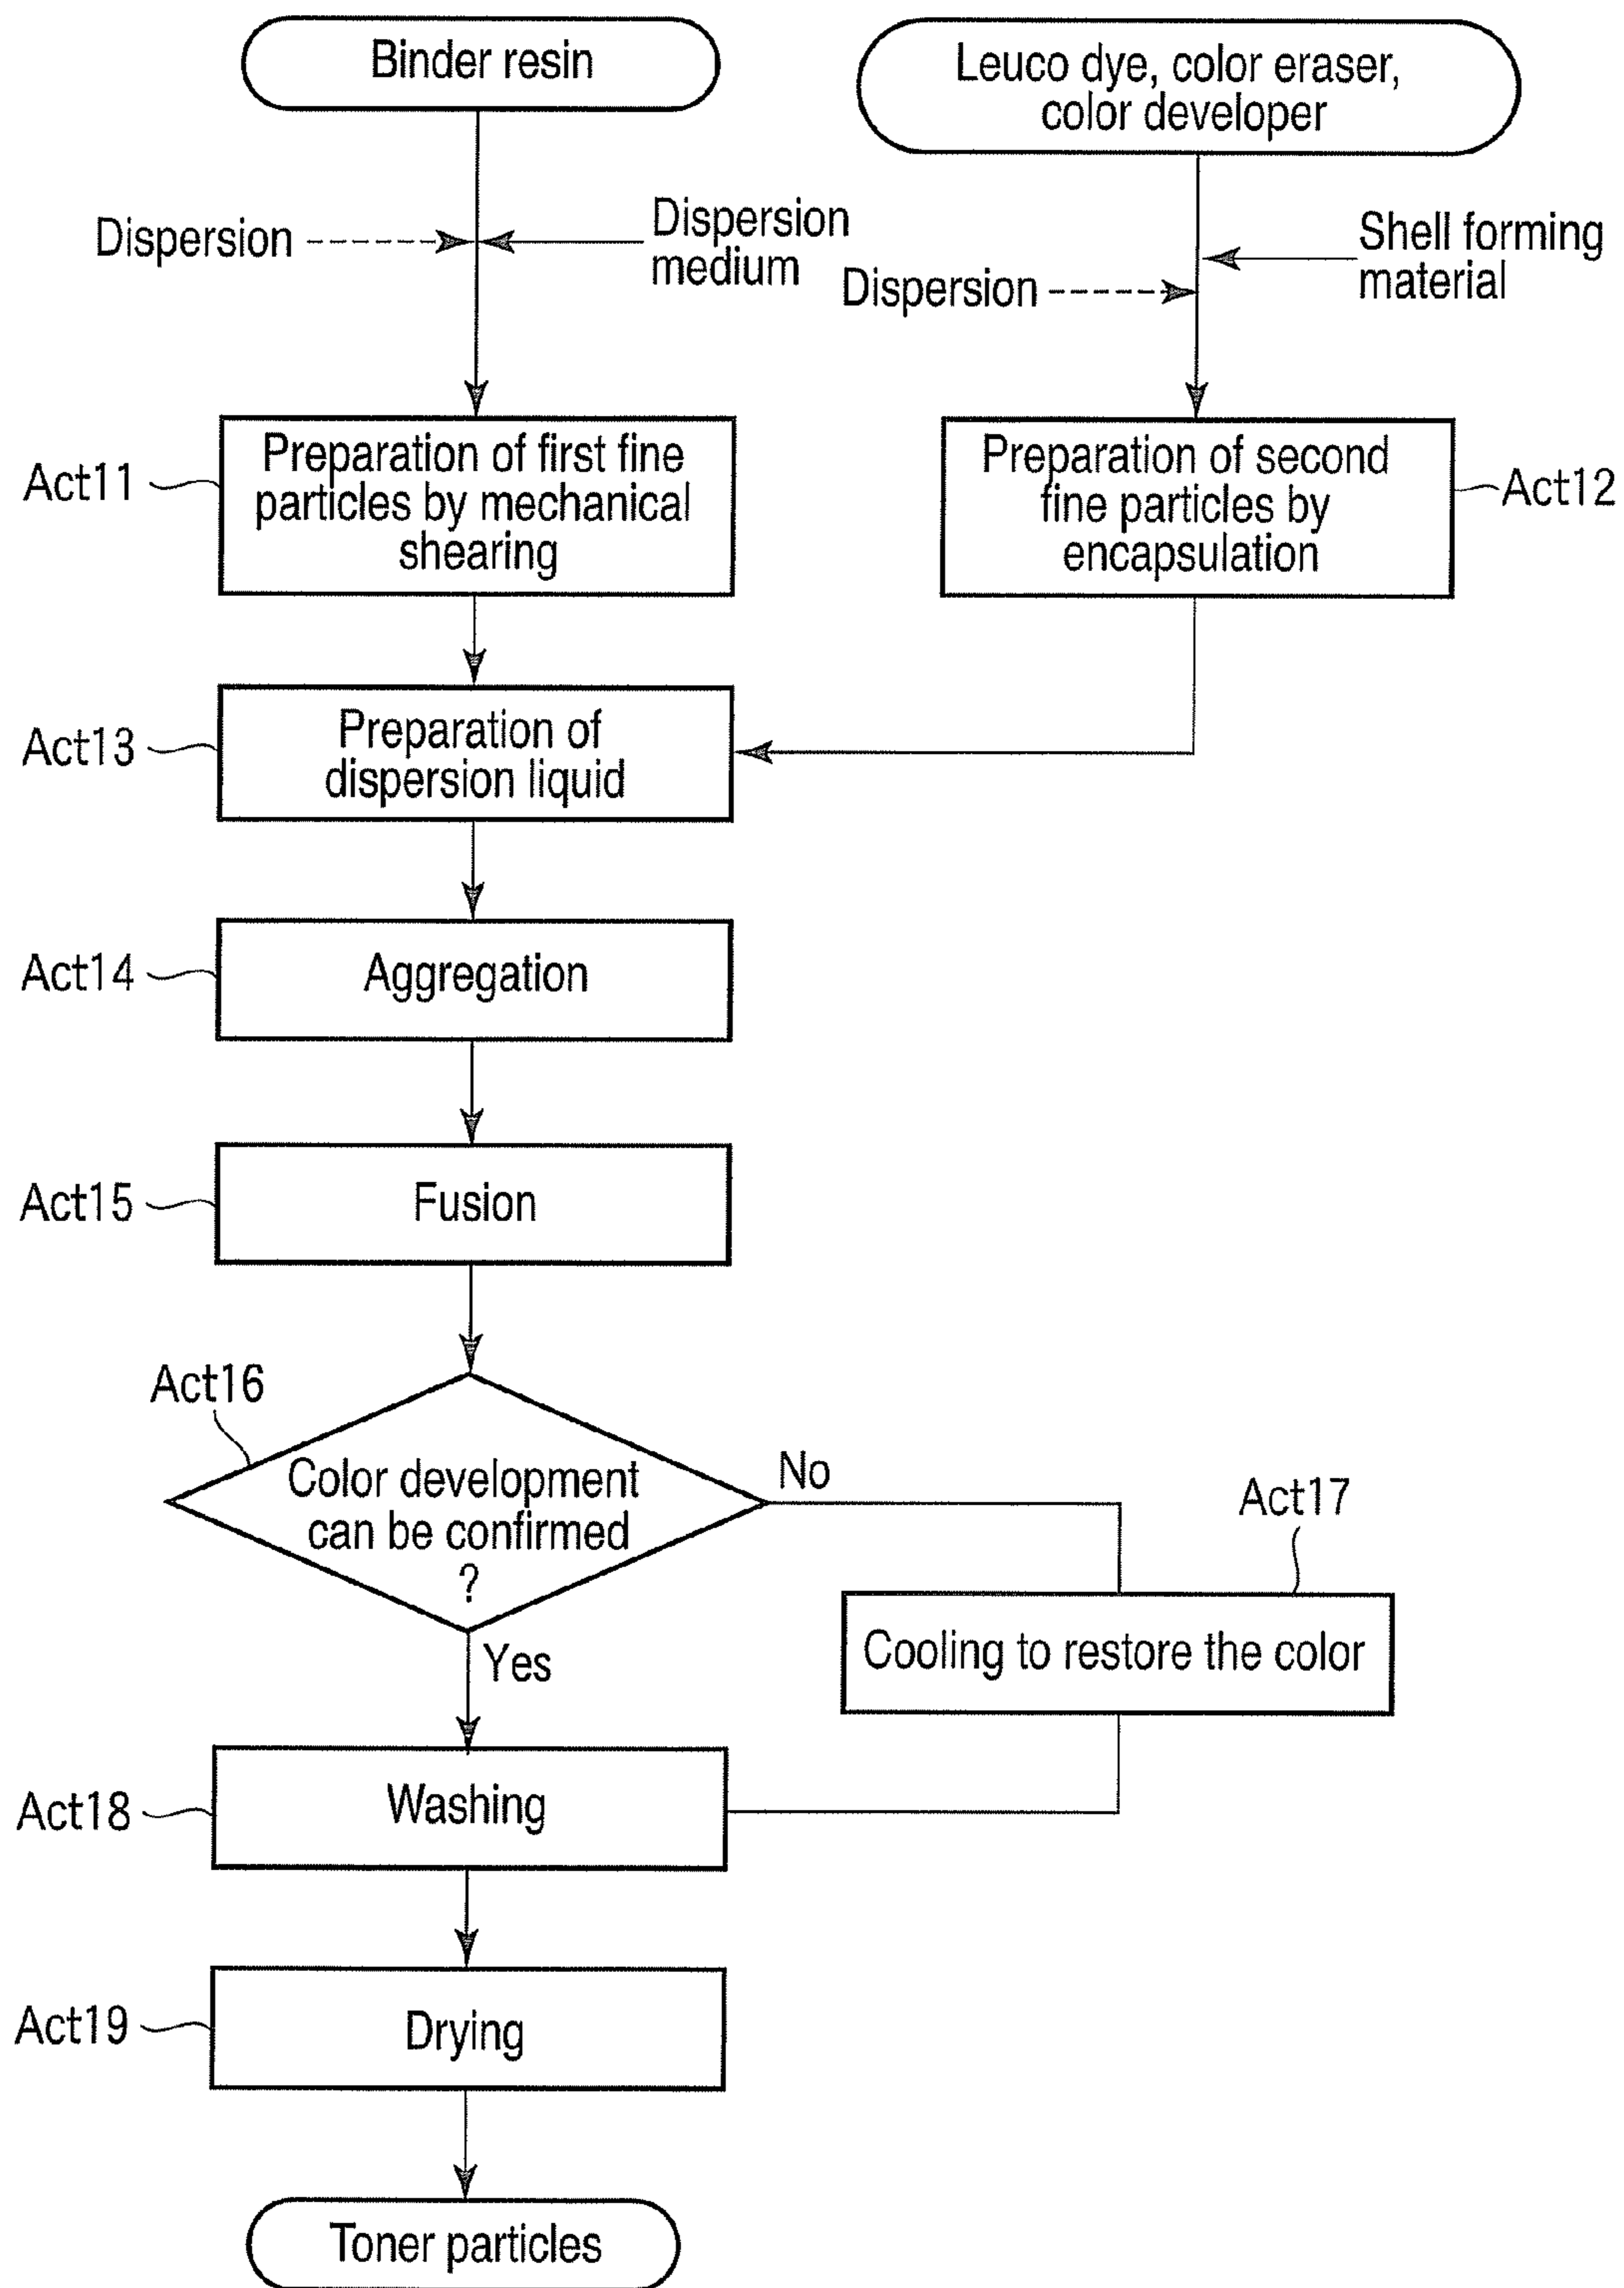 Binder resin
Leuco dye, color eraser,
color developer
Dispersion
Dispersion
medium
Shell forming
material
Dispersion
Act11
Preparation of first fine
particles by mechanical
shearing
Preparation of second
fine particles by
encapsulation
Act12
Act13
Preparation of
dispersion liquid
Act14
Aggregation
Act15
Fusion
Act16
Color development
can be confirmed
?
No
Yes
Act17
Cooling to restore the color
Act18
Washing
Act19
Drying
Toner particles